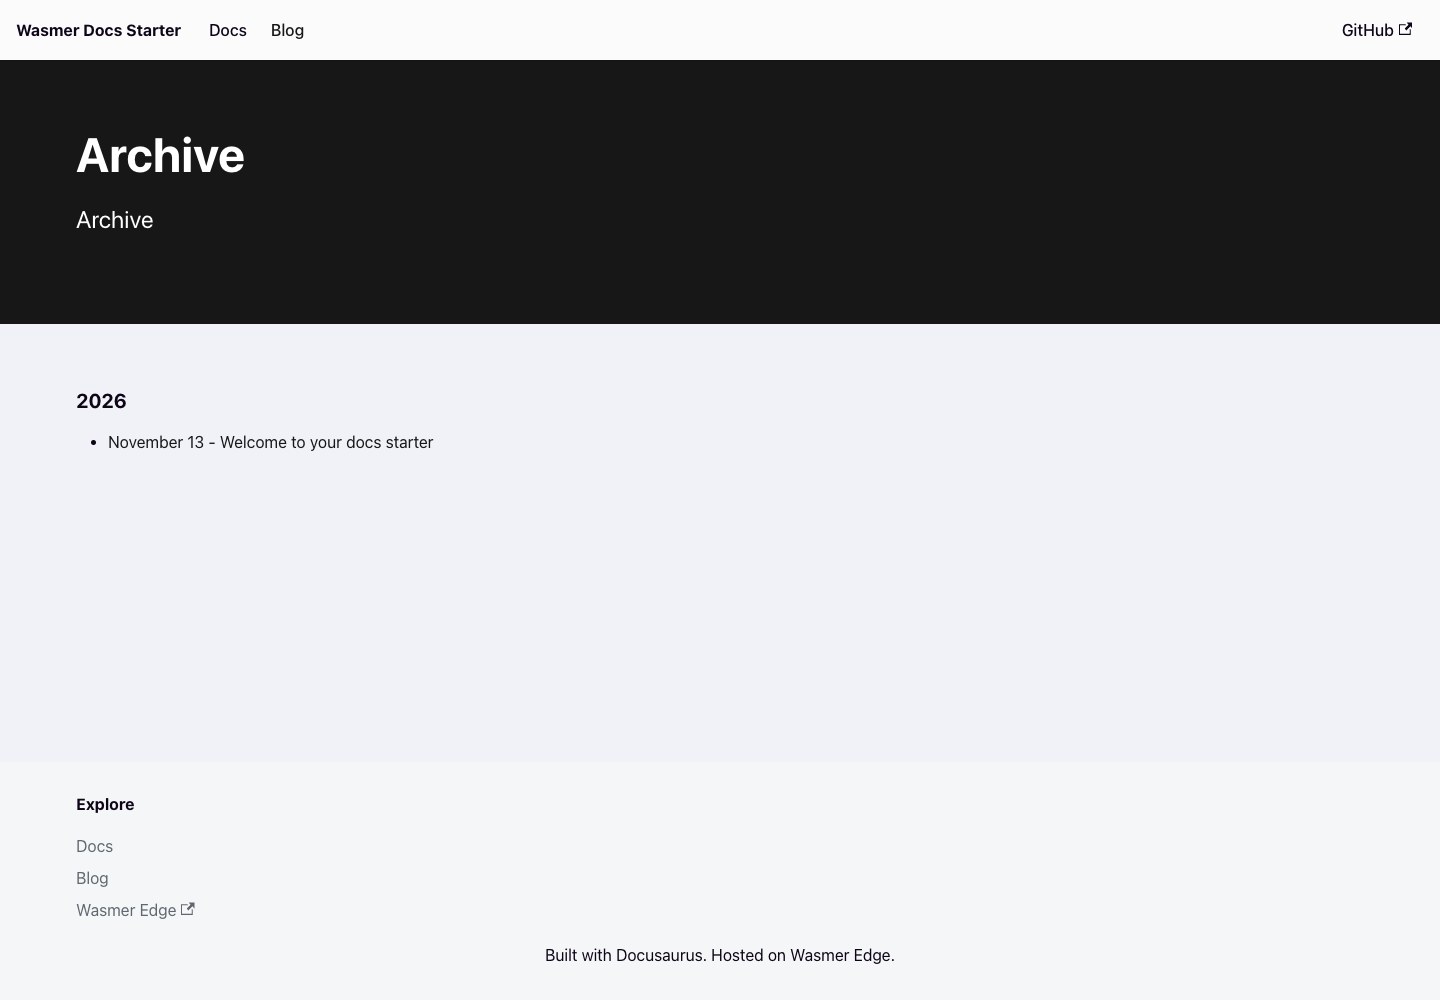 Wasmer Docs Starter Docs Blog GitHub
Archive
Archive
2026
November 13 - Welcome to your docs starter
Explore
Docs
Blog
Wasmer Edge
Built with Docusaurus. Hosted on Wasmer Edge.